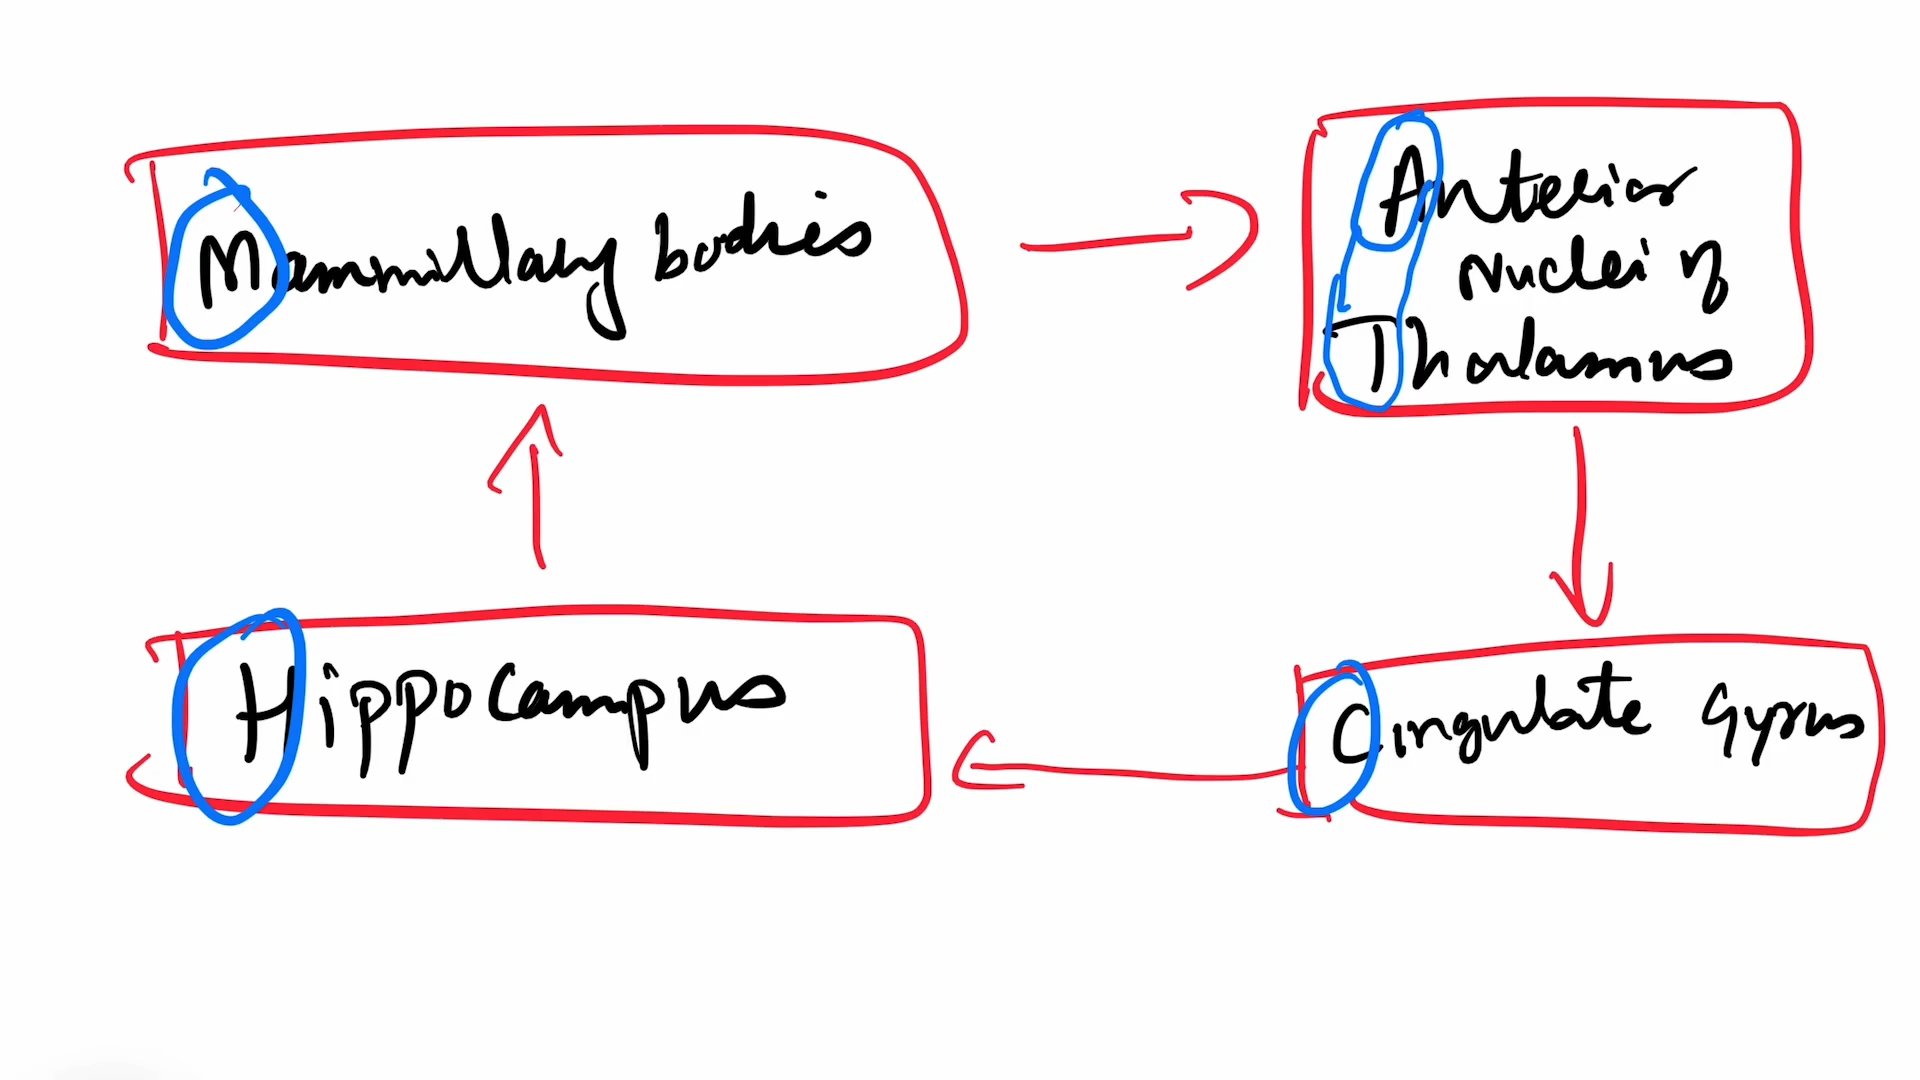 Mammillary bodies
Anterior
nuclei of
Thalamus
Hippocampus
Cingulate Gyrus